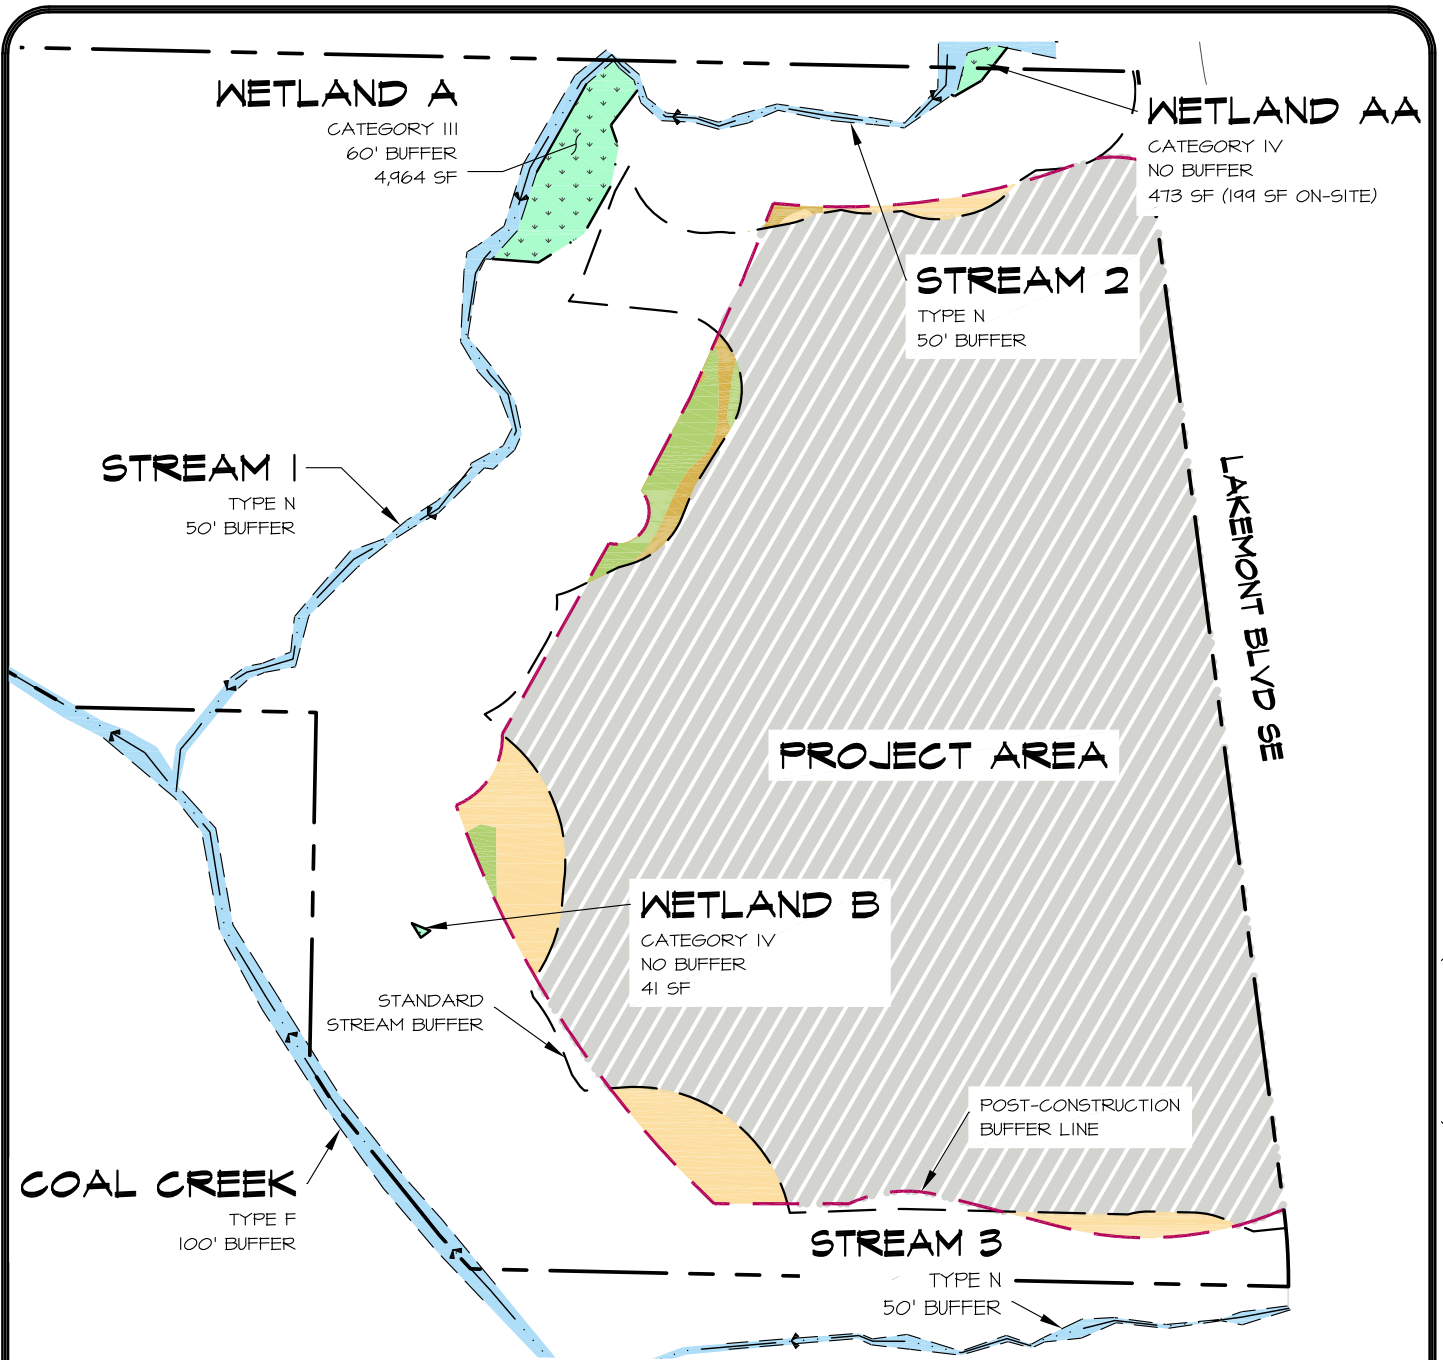 WETLAND A
CATEGORY III
60' BUFFER
4,964 SF
WETLAND AA
CATEGORY IV
NO BUFFER
473 SF (199 SF ON-SITE)
STREAM 2
TYPE N
50' BUFFER
STREAM 1
TYPE N
50' BUFFER
LAKEMONT BLVD SE
PROJECT AREA
WETLAND B
CATEGORY IV
NO BUFFER
41 SF
STANDARD
STREAM BUFFER
POST-CONSTRUCTION
BUFFER LINE
COAL CREEK
TYPE F
100' BUFFER
STREAM 3
TYPE N
50' BUFFER